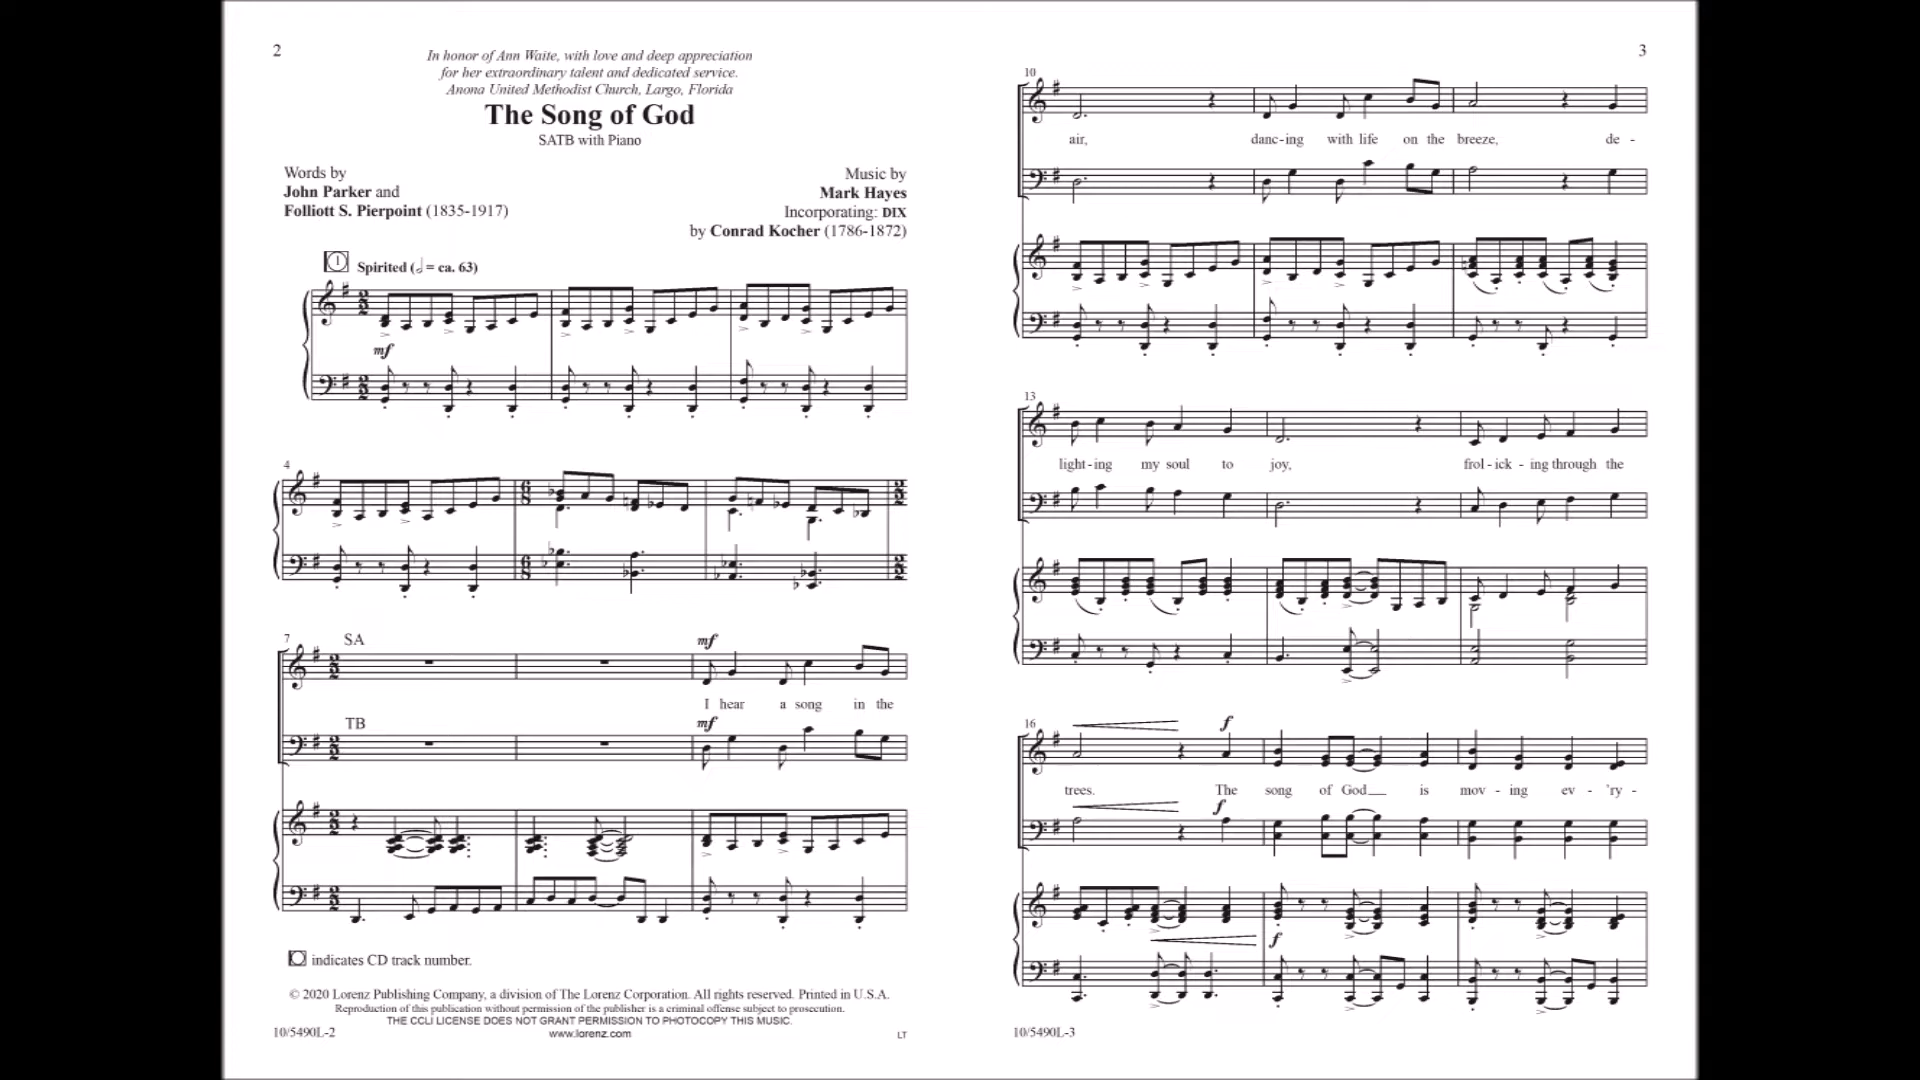 2
In honor of Ann Waite, with love and deep appreciation
for her extraordinary talent and dedicated service.
Anona United Methodist Church, Largo, Florida
The Song of God
SATB with Piano
Words by
John Parker and
Folliott S. Pierpoint (1835-1917)
Music by
Mark Hayes
Incorporating: DIX
by Conrad Kocher (1786-1872)
1
Spirited (𝅗𝅥 = ca. 63)
mf
4
7
SA
mf
I hear a song in the
TB
mf
indicates CD track number.
© 2020 Lorenz Publishing Company, a division of The Lorenz Corporation. All rights reserved. Printed in U.S.A.
Reproduction of this publication without permission of the publisher is a criminal offense subject to prosecution.
THE CCLI LICENSE DOES NOT GRANT PERMISSION TO PHOTOCOPY THIS MUSIC.
www.lorenz.com
10/5490L-2
LT
3
10
air, danc-ing with life on the breeze, de -
13
light-ing my soul to joy, frol - ick - ing through the
16
f
trees. The song of God__ is mov - ing ev - 'ry -
f
f
10/5490L-3